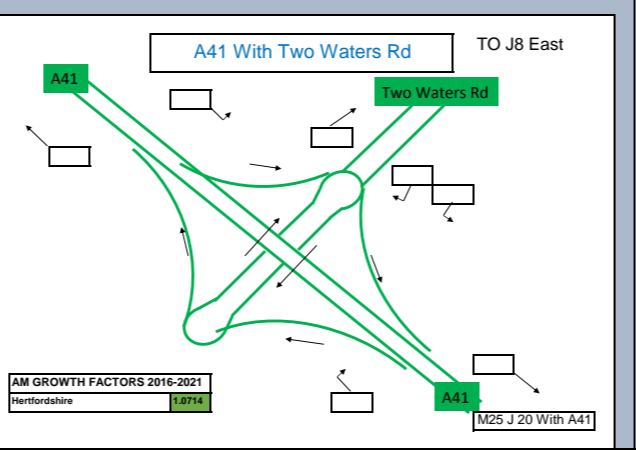 A41 With Two Waters Rd
TO J8 East
A41
Two Waters Rd
AM GROWTH FACTORS 2016-2021
Hertfordshire 1.0714
A41
M25 J 20 With A41